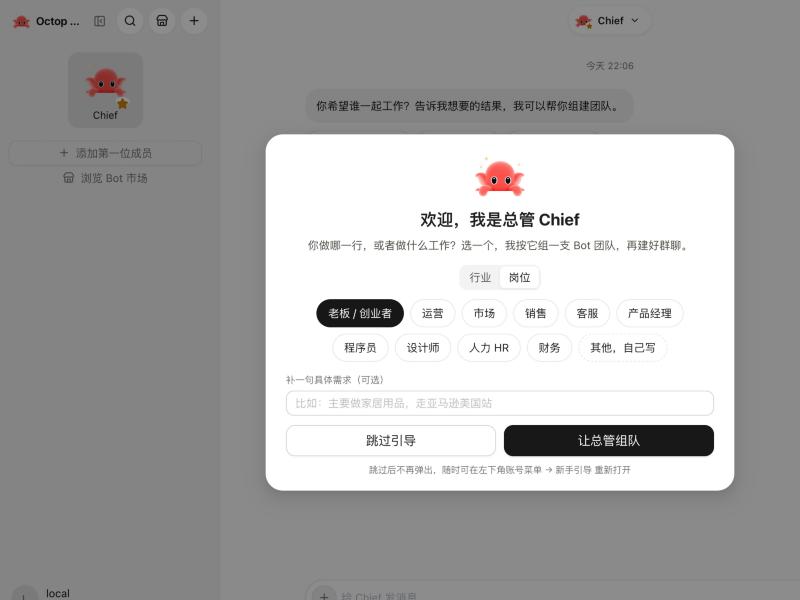 Octop ...
Chief
添加第一位成员
浏览 Bot 市场
local
Chief
今天 22:06
你希望谁一起工作？告诉我想要的结果，我可以帮你组建团队。
欢迎，我是总管 Chief
你做哪一行，或者做什么工作？选一个，我按它组一支 Bot 团队，再建好群聊。
行业 岗位
老板 / 创业者 运营 市场 销售 客服 产品经理
程序员 设计师 人力 HR 财务 其他，自己写
补一句具体需求（可选）
比如：主要做家居用品，走亚马逊美国站
跳过引导 让总管组队
跳过后不再弹出，随时可在左下角账号菜单 → 新手引导 重新打开
给 Chief 发消息